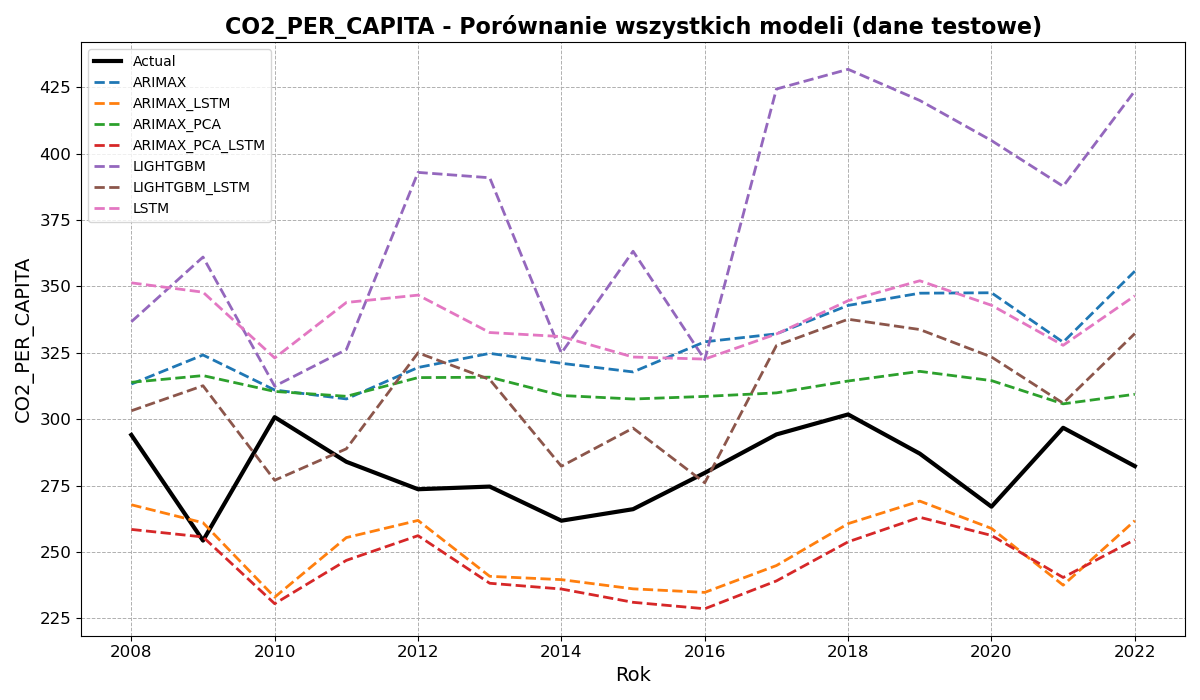 CO2_PER_CAPITA - Porównanie wszystkich modeli (dane testowe)
Actual
ARIMAX
ARIMAX_LSTM
ARIMAX_PCA
ARIMAX_PCA_LSTM
LIGHTGBM
LIGHTGBM_LSTM
LSTM
CO2_PER_CAPITA
425
400
375
350
325
300
275
250
225
2008 2010 2012 2014 2016 2018 2020 2022
Rok